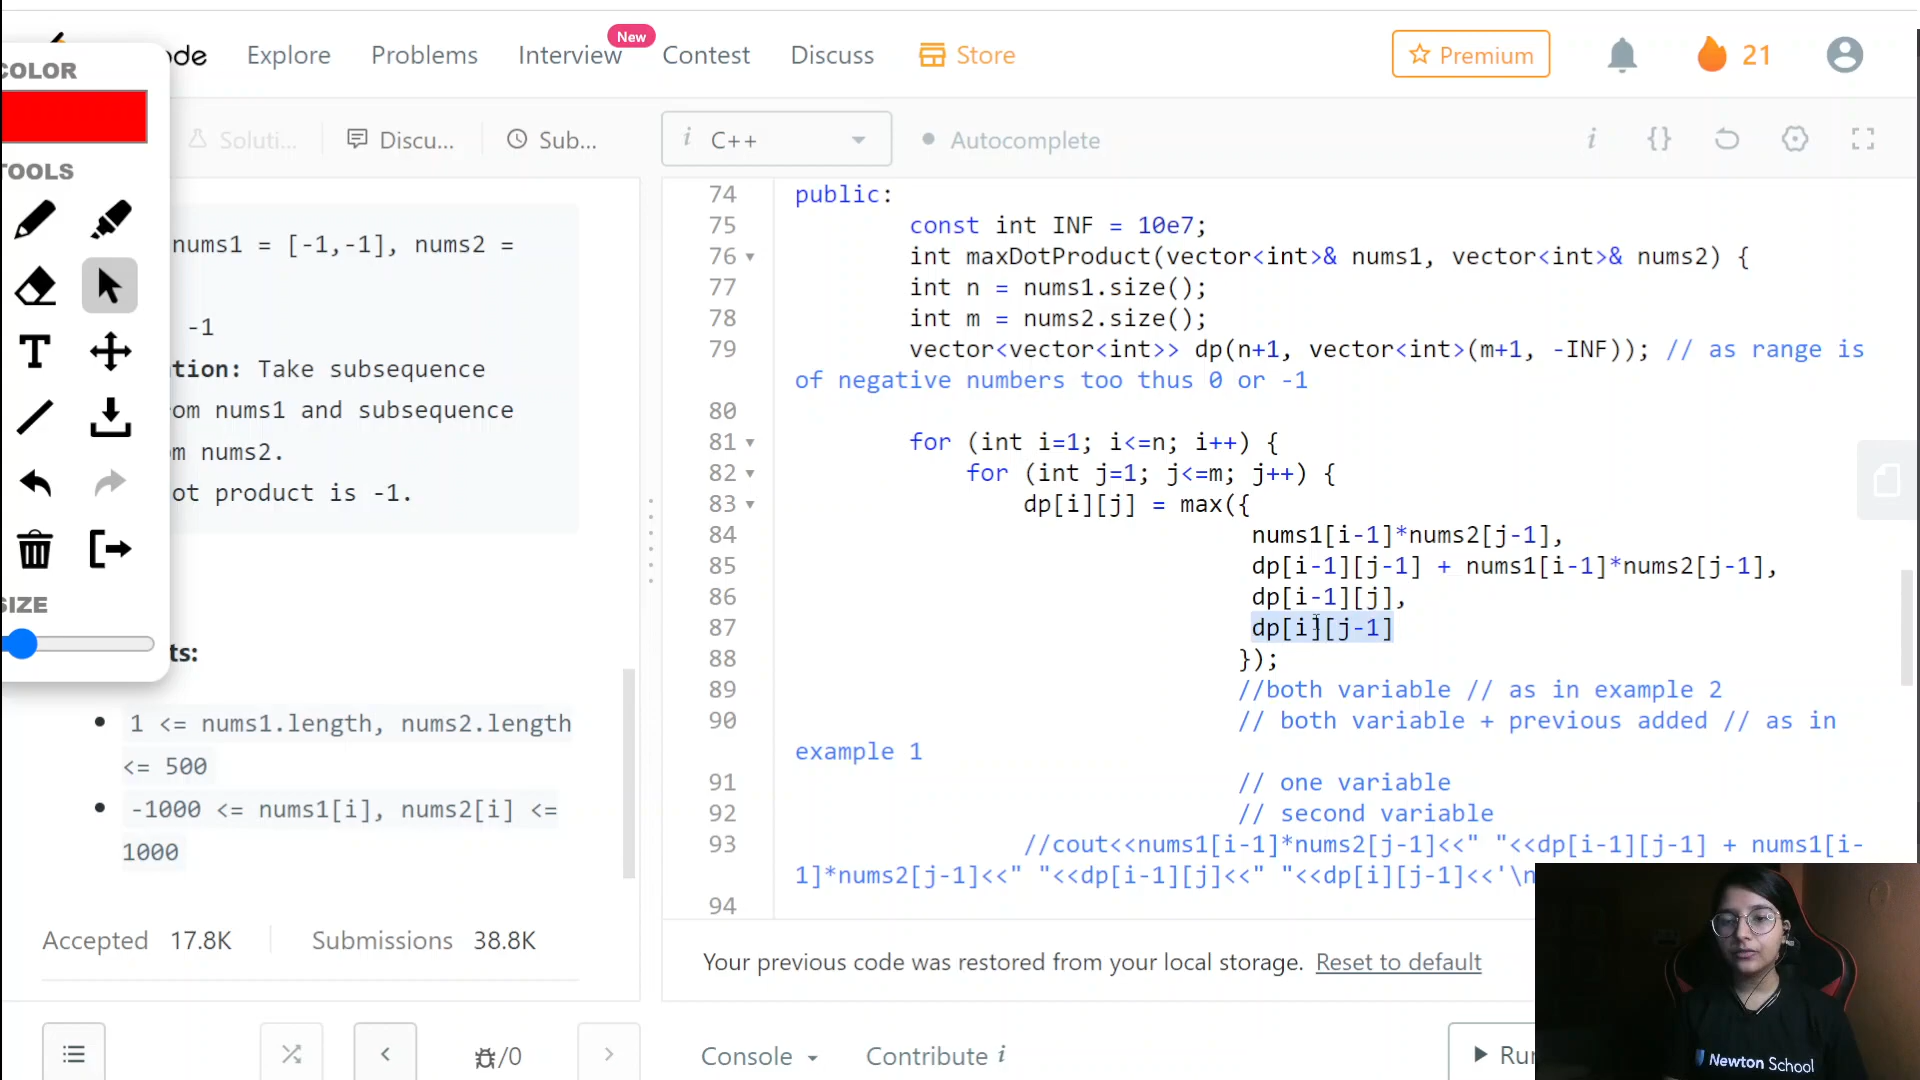 ode Explore Problems Interview New Contest Discuss Store Premium 21
COLOR
TOOLS
T
SIZE
Soluti... Discu... Sub...
i C++ Autocomplete i {}
nums1 = [-1,-1], nums2 =
-1
tion: Take subsequence
om nums1 and subsequence
m nums2.
ot product is -1.
ts:
1 <= nums1.length, nums2.length
<= 500
-1000 <= nums1[i], nums2[i] <=
1000
Accepted 17.8K Submissions 38.8K
/0
74 public:
75 const int INF = 10e7;
76 int maxDotProduct(vector<int>& nums1, vector<int>& nums2) {
77 int n = nums1.size();
78 int m = nums2.size();
79 vector<vector<int>> dp(n+1, vector<int>(m+1, -INF)); // as range is
of negative numbers too thus 0 or -1
80
81 for (int i=1; i<=n; i++) {
82 for (int j=1; j<=m; j++) {
83 dp[i][j] = max({
84 nums1[i-1]*nums2[j-1],
85 dp[i-1][j-1] + nums1[i-1]*nums2[j-1],
86 dp[i-1][j],
87 dp[i][j-1]
88 });
89 //both variable // as in example 2
90 // both variable + previous added // as in
example 1
91 // one variable
92 // second variable
93 //cout<<nums1[i-1]*nums2[j-1]<<" "<<dp[i-1][j-1] + nums1[i-
1]*nums2[j-1]<<" "<<dp[i-1][j]<<" "<<dp[i][j-1]<<'\n
94
Your previous code was restored from your local storage. Reset to default
Console Contribute i Run
Newton School